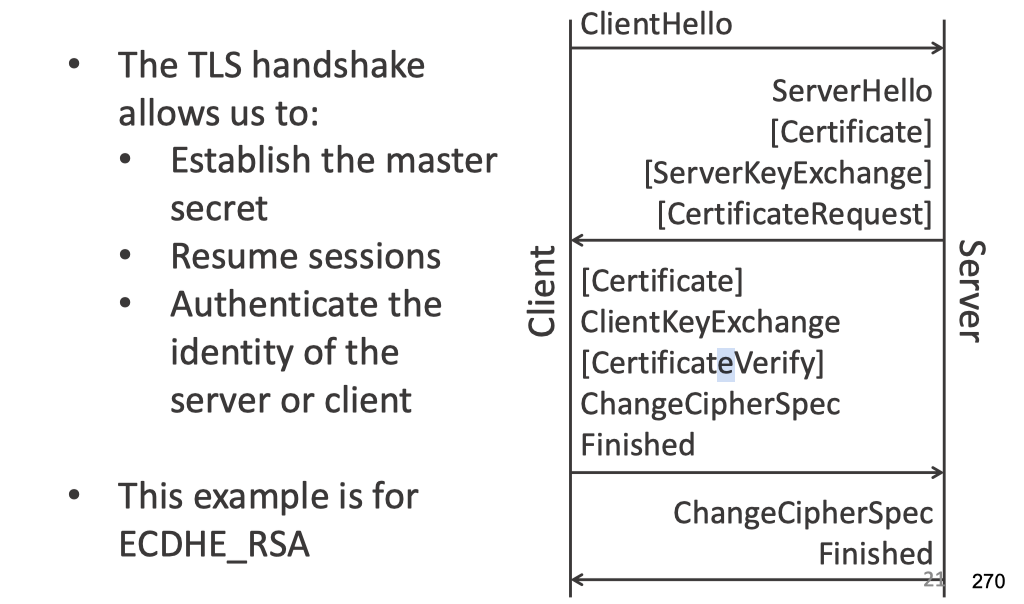 • The TLS handshake
allows us to:
• Establish the master
secret
• Resume sessions
• Authenticate the
identity of the
server or client
• This example is for
ECDHE_RSA
Client
Server
ClientHello
ServerHello
[Certificate]
[ServerKeyExchange]
[CertificateRequest]
[Certificate]
ClientKeyExchange
[CertificateVerify]
ChangeCipherSpec
Finished
ChangeCipherSpec
Finished
21
270